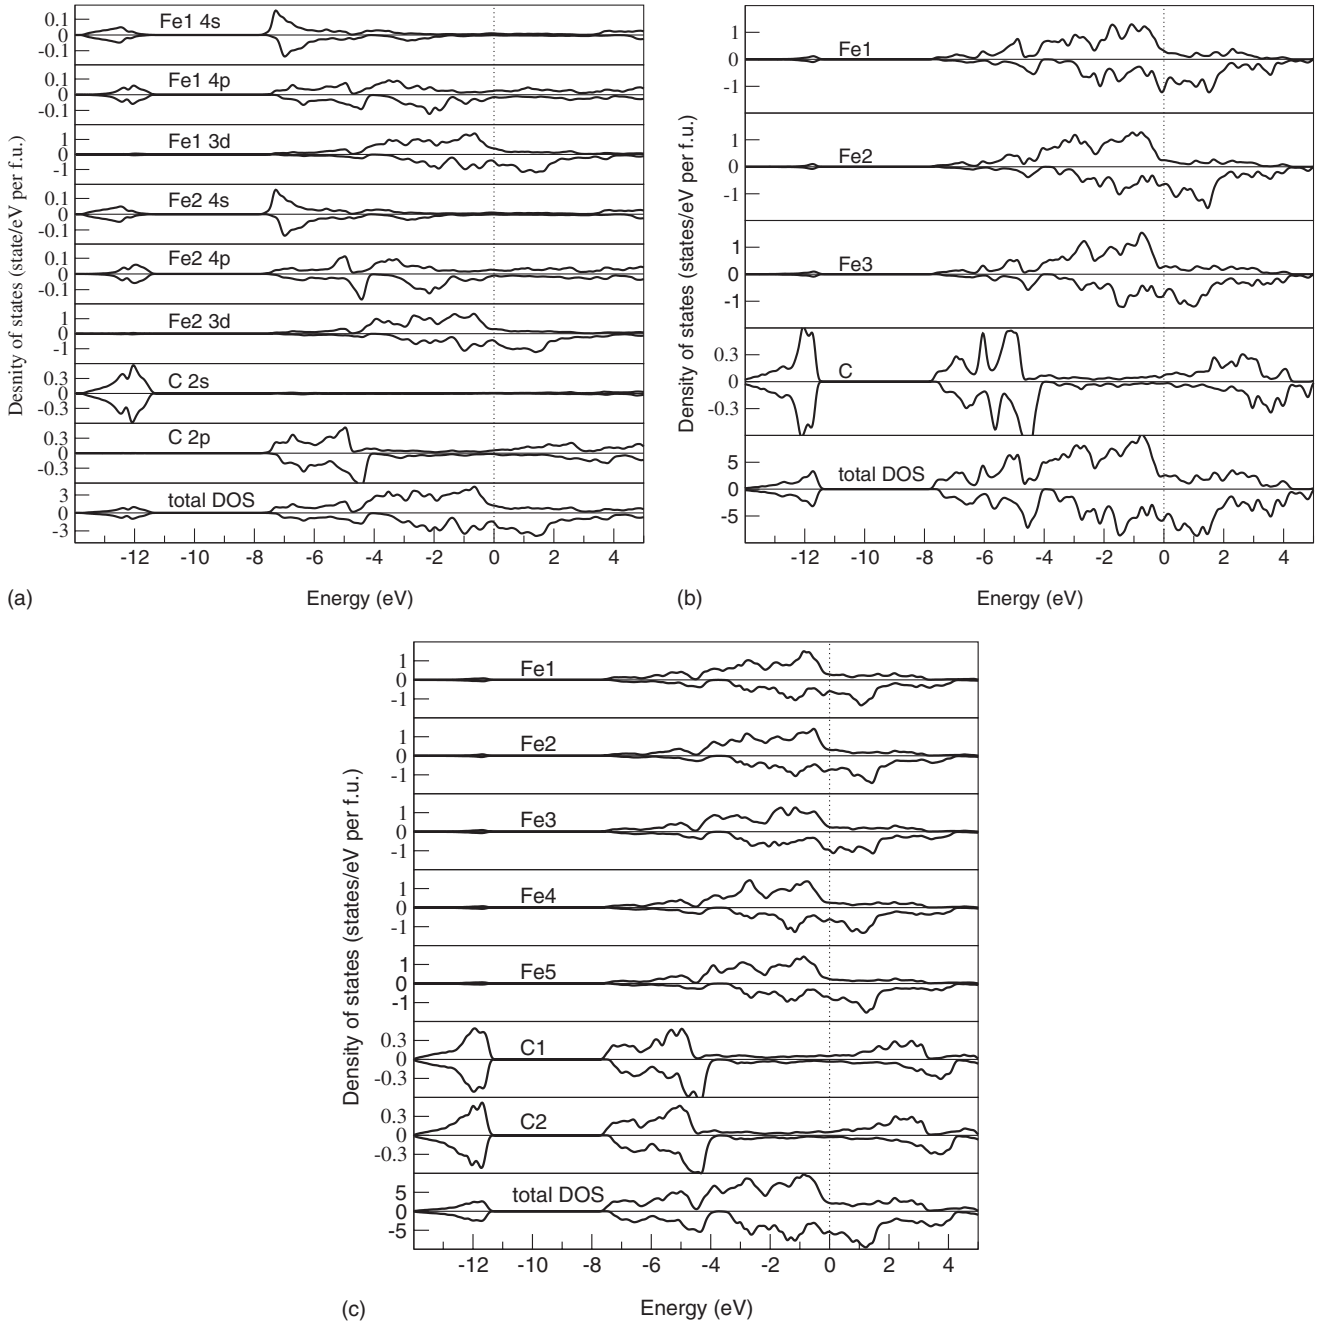 Desnity of states (state/eV per f.u.)
0.1
0
-0.1
Fe1 4s
0.1
0
-0.1
Fe1 4p
1
0
-1
Fe1 3d
0.1
0
-0.1
Fe2 4s
0.1
0
-0.1
Fe2 4p
1
0
-1
Fe2 3d
0.3
0
-0.3
C 2s
0.3
0
-0.3
C 2p
3
0
-3
total DOS
-12 -10 -8 -6 -4 -2 0 2 4
(a) Energy (eV)
Density of states (states/eV per f.u.)
1
0
-1
Fe1
1
0
-1
Fe2
1
0
-1
Fe3
0.3
0
-0.3
C
5
0
-5
total DOS
-12 -10 -8 -6 -4 -2 0 2 4
(b) Energy (eV)
Density of states (states/eV per f.u.)
1
0
-1
Fe1
1
0
-1
Fe2
1
0
-1
Fe3
1
0
-1
Fe4
1
0
-1
Fe5
0.3
0
-0.3
C1
0.3
0
-0.3
C2
5
0
-5
total DOS
-12 -10 -8 -6 -4 -2 0 2 4
(c) Energy (eV)